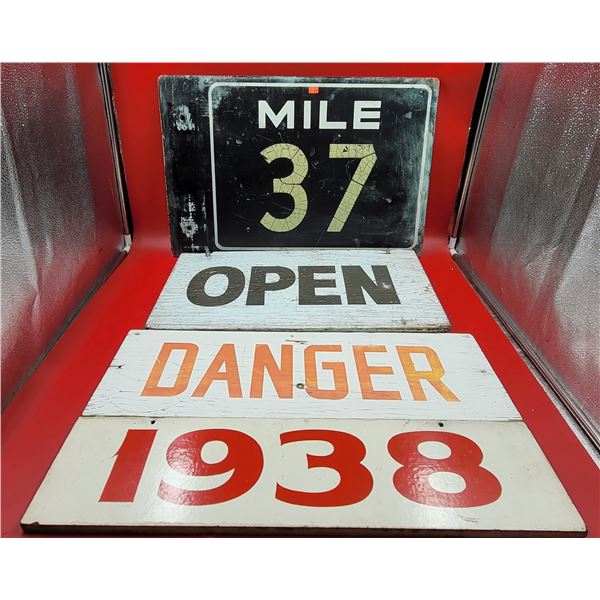 MILE
37
OPEN
DANGER
1938